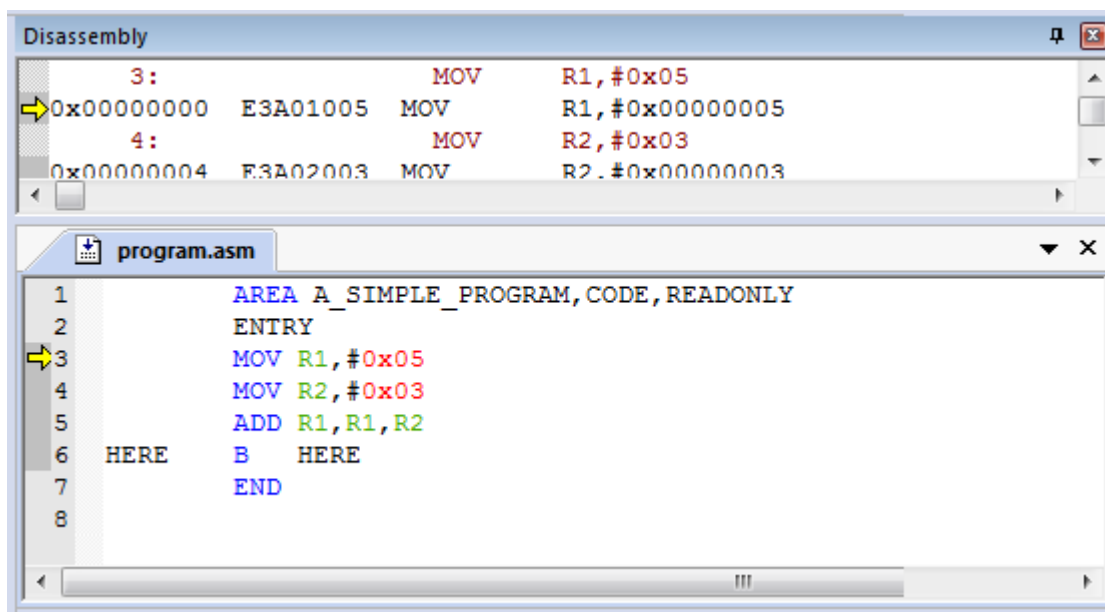 Disassembly
3: MOV R1,#0x05
0x00000000 E3A01005 MOV R1,#0x00000005
4: MOV R2,#0x03
0x00000004 E3A02003 MOV R2,#0x00000003
program.asm
1 AREA A_SIMPLE_PROGRAM,CODE,READONLY
2 ENTRY
3 MOV R1,#0x05
4 MOV R2,#0x03
5 ADD R1,R1,R2
6 HERE B HERE
7 END
8